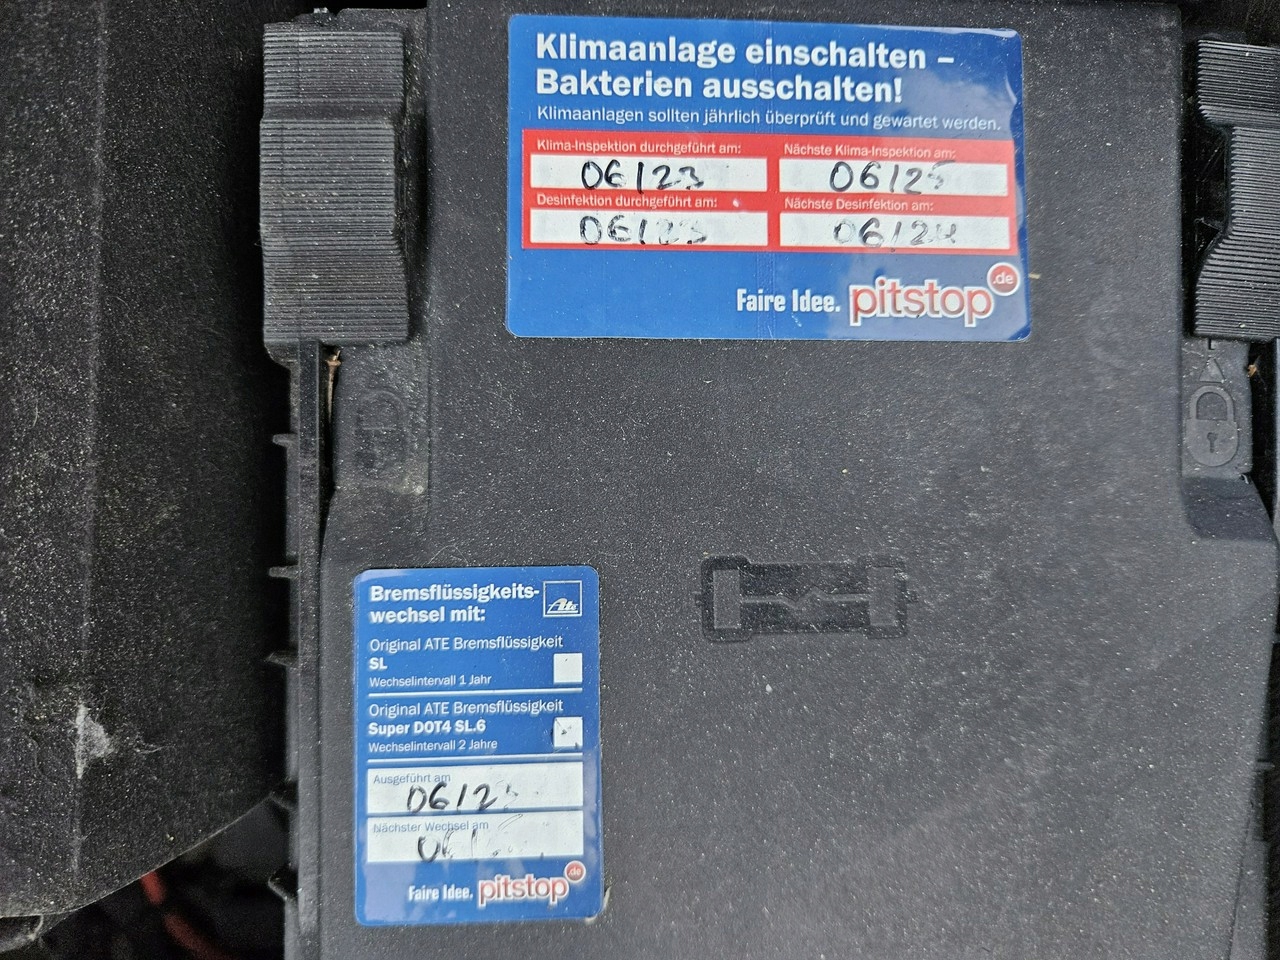 Klimaanlage einschalten –
Bakterien ausschalten!
Klimaanlagen sollten jährlich überprüft und gewartet werden.
Klima-Inspektion durchgeführt am: Nächste Klima-Inspektion am:
06/23 06/25
Desinfektion durchgeführt am: Nächste Desinfektion am:
06/23 06/24
Faire Idee. pitstop.de
Bremsflüssigkeits-
wechsel mit:
Ate
Original ATE Bremsflüssigkeit
SL
Wechselintervall 1 Jahr
Original ATE Bremsflüssigkeit
Super DOT4 SL.6
Wechselintervall 2 Jahre
Ausgeführt am
Nächster Wechsel am
Faire Idee. pitstop.de